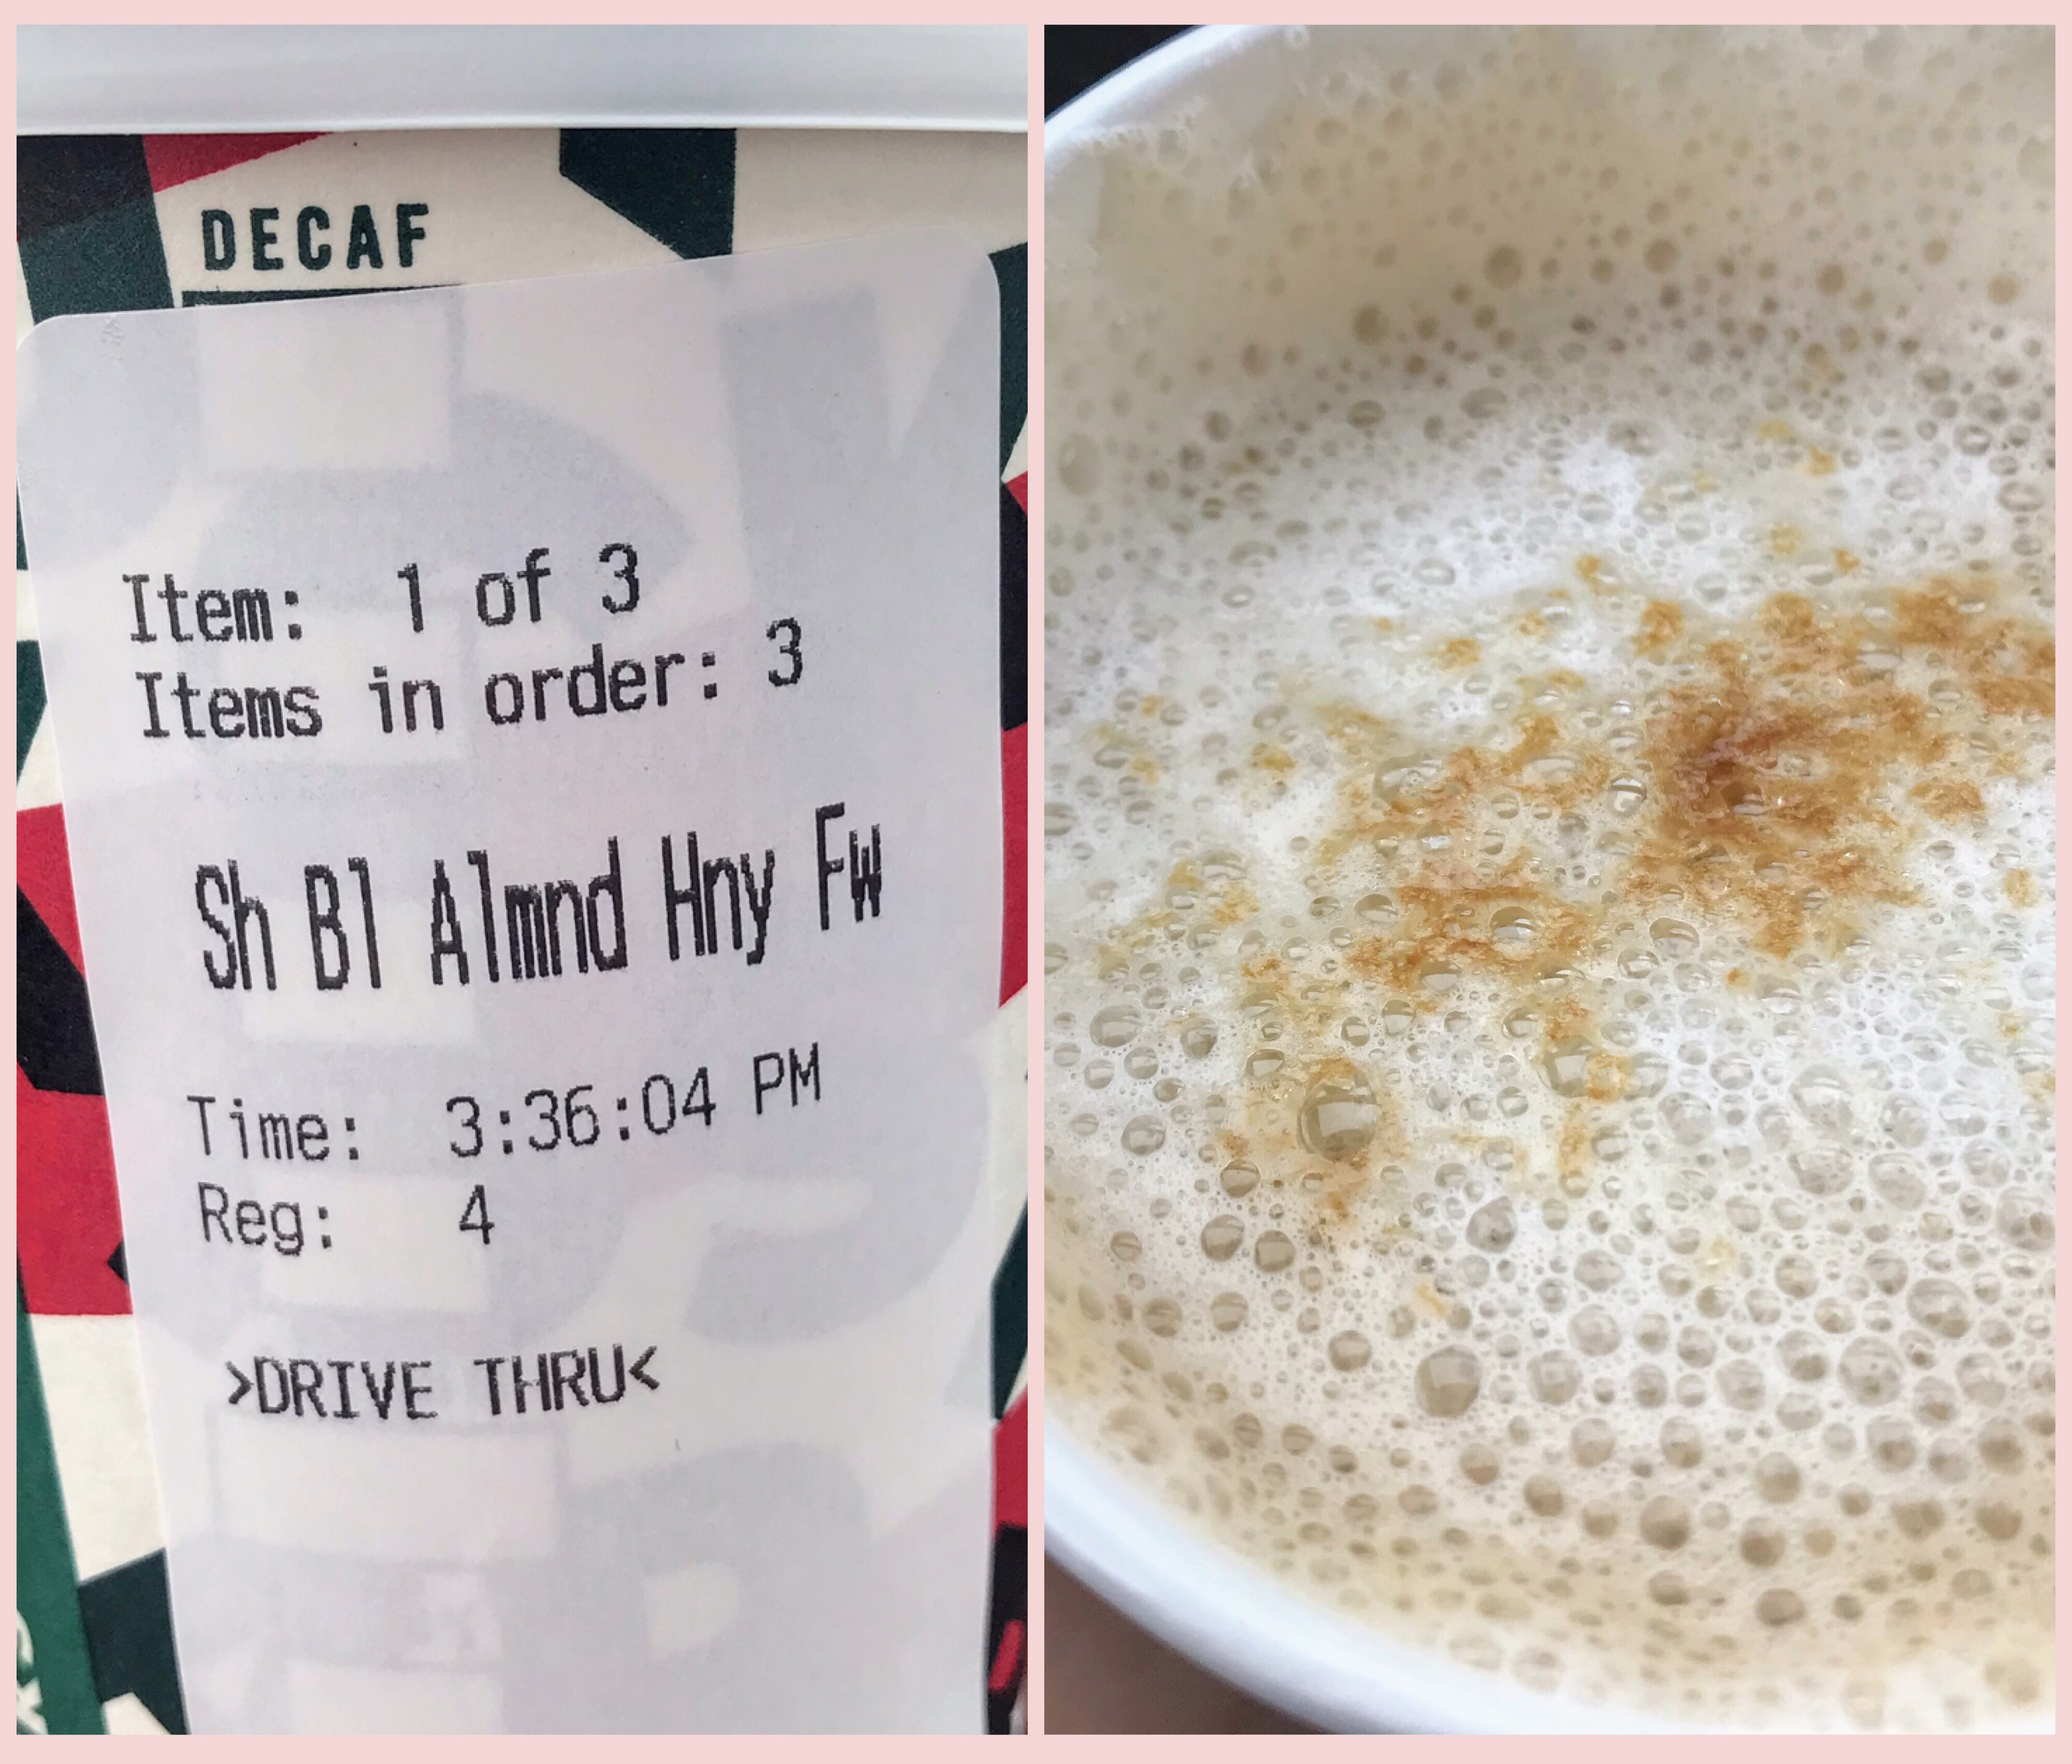 DECAF
Item: 1 of 3
Items in order: 3
Sh Bl Almnd Hny Fw
Time: 3:36:04 PM
Reg: 4
>DRIVE THRU<